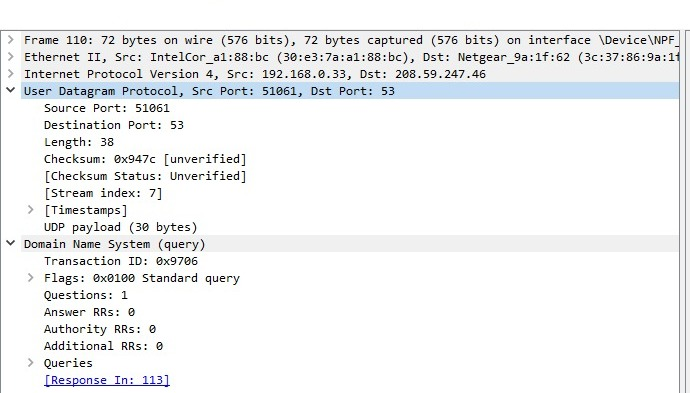 Frame 110: 72 bytes on wire (576 bits), 72 bytes captured (576 bits) on interface \Device\NPF_
Ethernet II, Src: IntelCor_a1:88:bc (30:e3:7a:a1:88:bc), Dst: Netgear_9a:1f:62 (3c:37:86:9a:1f
Internet Protocol Version 4, Src: 192.168.0.33, Dst: 208.59.247.46
User Datagram Protocol, Src Port: 51061, Dst Port: 53
Source Port: 51061
Destination Port: 53
Length: 38
Checksum: 0x947c [unverified]
[Checksum Status: Unverified]
[Stream index: 7]
[Timestamps]
UDP payload (30 bytes)
Domain Name System (query)
Transaction ID: 0x9706
Flags: 0x0100 Standard query
Questions: 1
Answer RRs: 0
Authority RRs: 0
Additional RRs: 0
Queries
[Response In: 113]